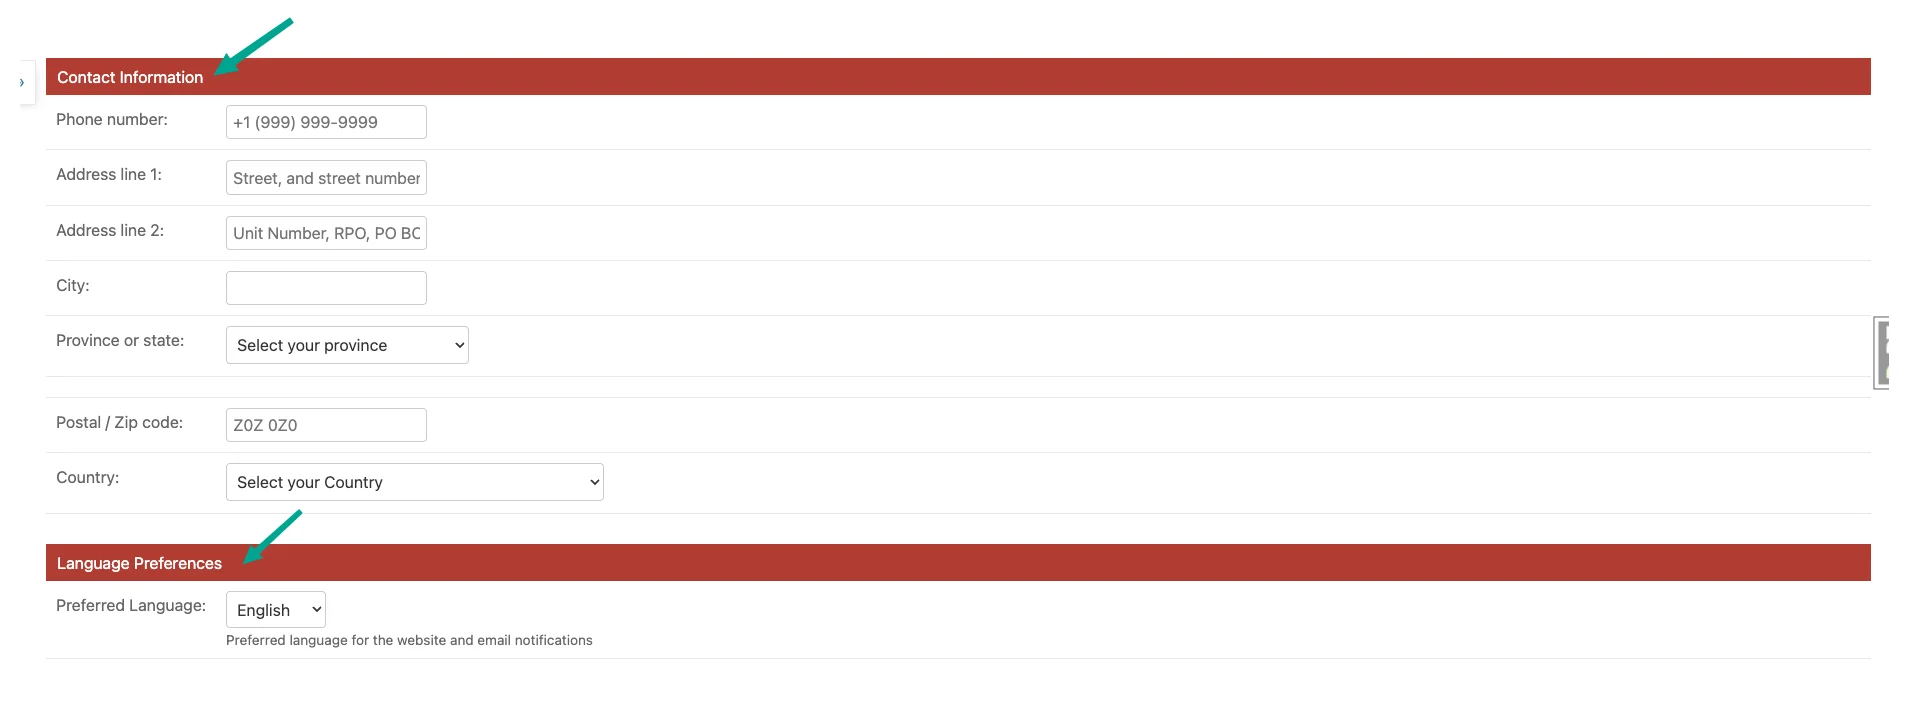 Contact Information
Phone number: +1 (999) 999-9999
Address line 1: Street, and street number
Address line 2: Unit Number, RPO, PO BO
City:
Province or state: Select your province
Postal / Zip code: Z0Z 0Z0
Country: Select your Country
Language Preferences
Preferred Language: English
Preferred language for the website and email notifications